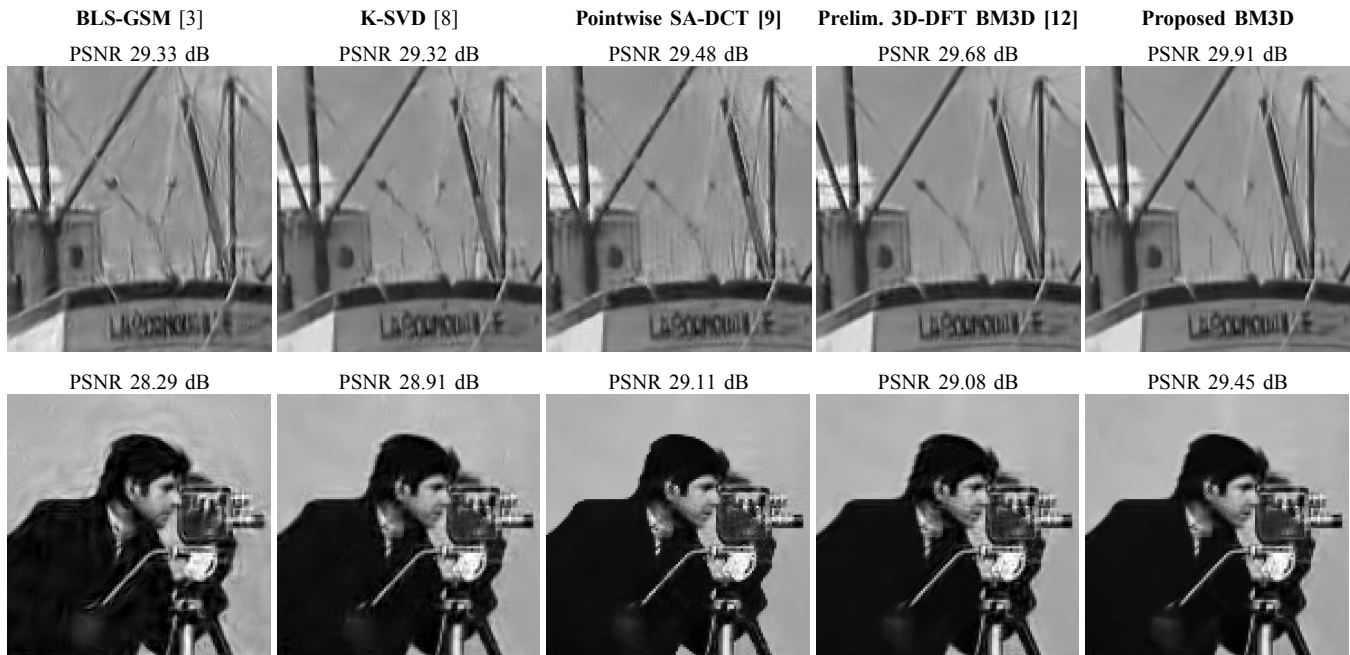 BLS-GSM [3] K-SVD [8] Pointwise SA-DCT [9] Prelim. 3D-DFT BM3D [12] Proposed BM3D
PSNR 29.33 dB PSNR 29.32 dB PSNR 29.48 dB PSNR 29.68 dB PSNR 29.91 dB
PSNR 28.29 dB PSNR 28.91 dB PSNR 29.11 dB PSNR 29.08 dB PSNR 29.45 dB